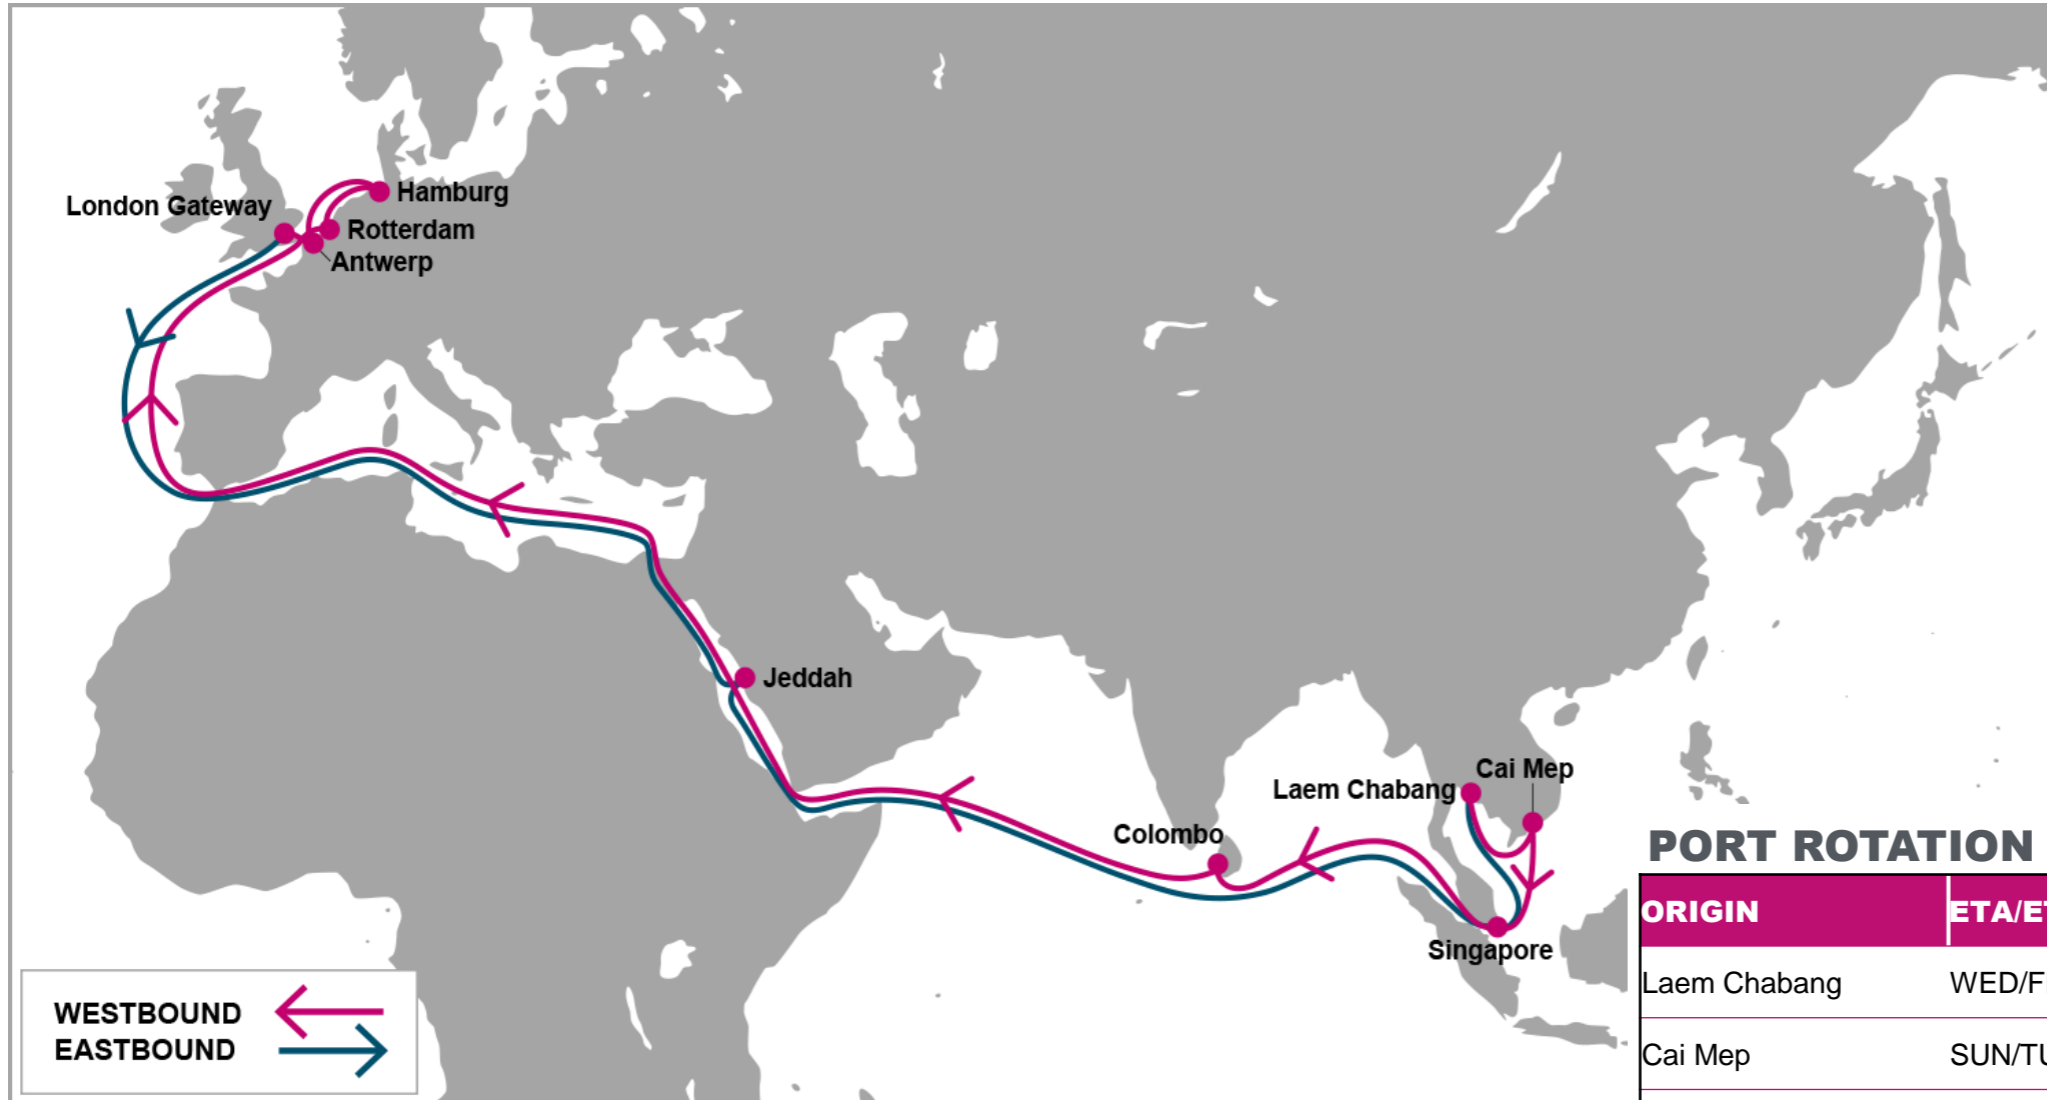 London Gateway
Hamburg
Rotterdam
Antwerp
Jeddah
Colombo
Laem Chabang
Cai Mep
Singapore
WESTBOUND
EASTBOUND
PORT ROTATION
ORIGIN
Laem Chabang
Cai Mep